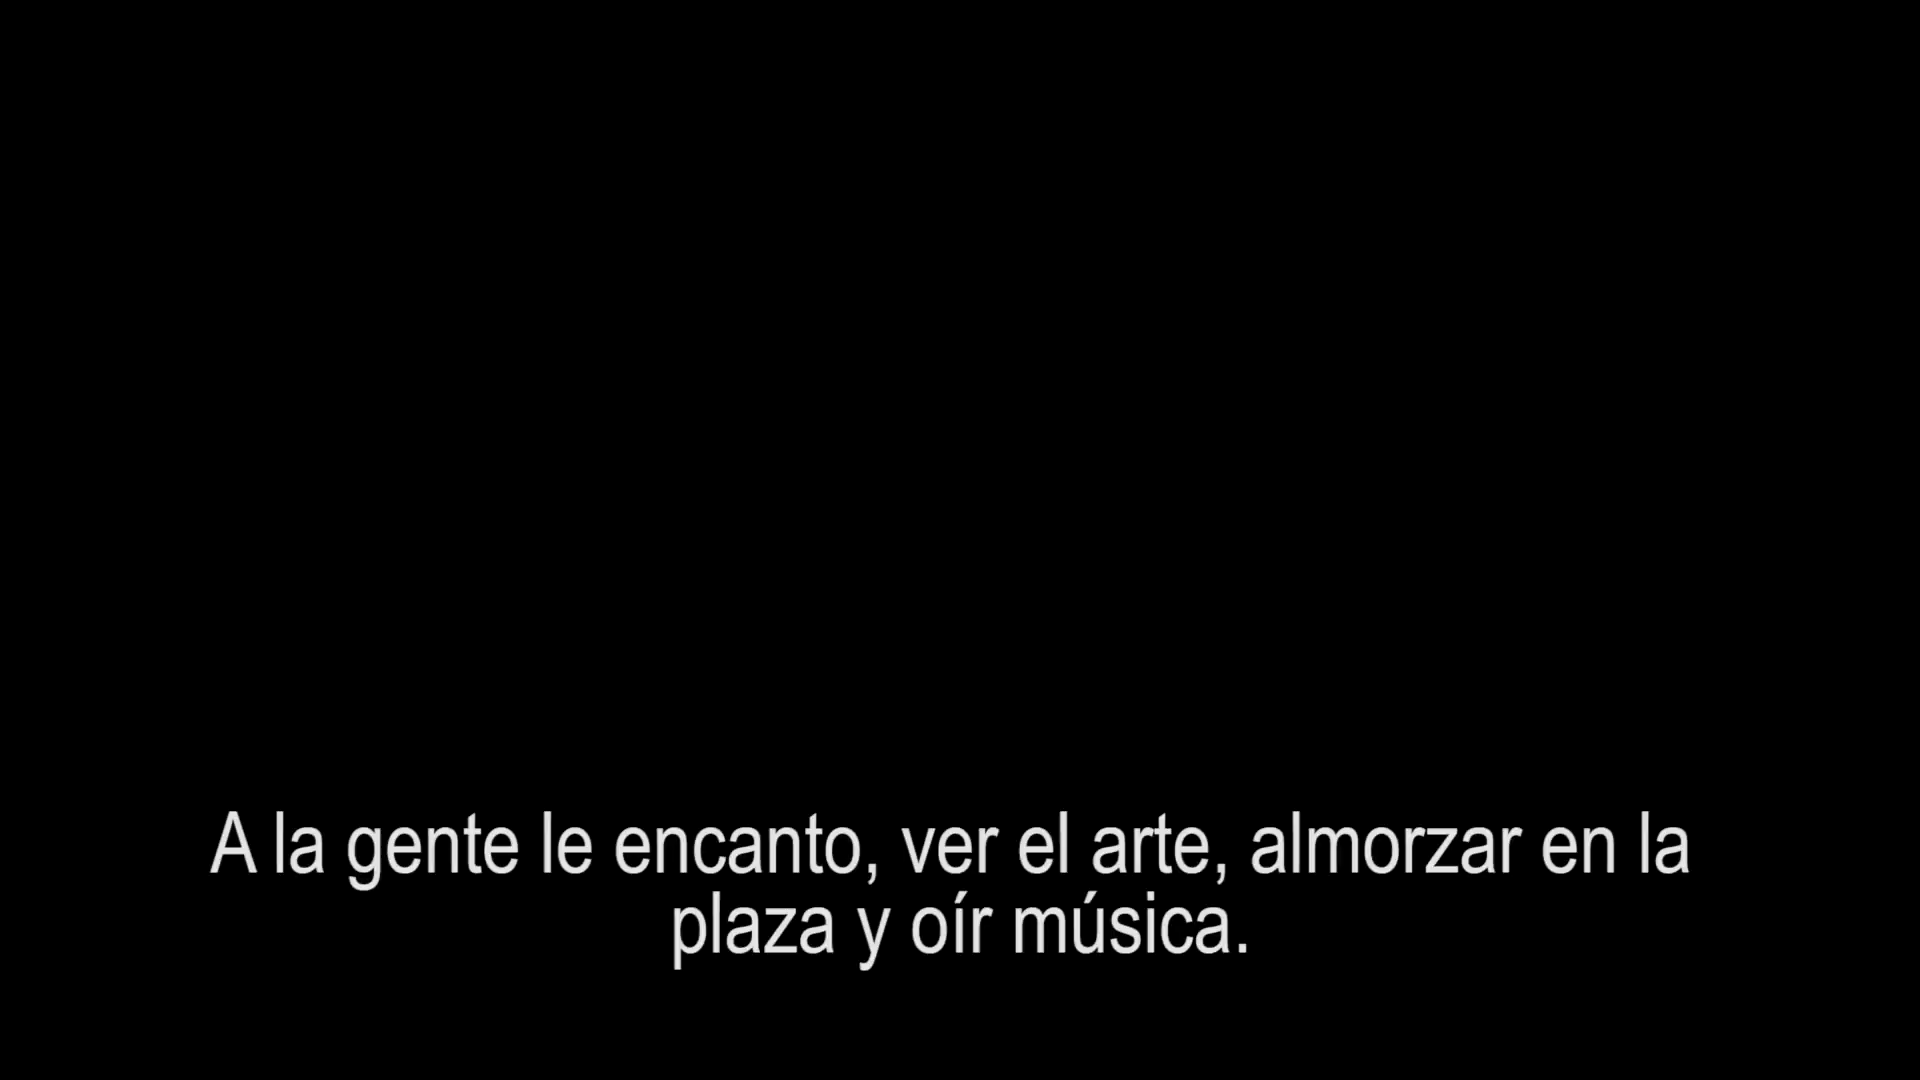 A la gente le encanto, ver el arte, almorzar en la
plaza y oír música.